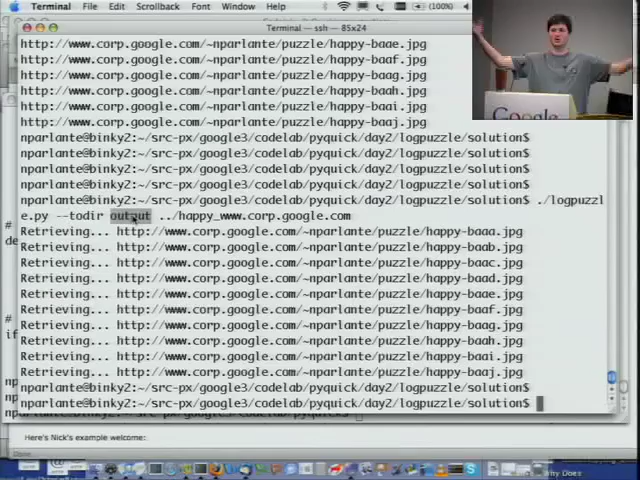 Terminal File Edit Scrollback Font Window Help (100%)
Terminal — ssh — 85x24
http://www.corp.google.com/~nparlante/puzzle/happy-baae.jpg
http://www.corp.google.com/~nparlante/puzzle/happy-baaf.jpg
http://www.corp.google.com/~nparlante/puzzle/happy-baag.jpg
http://www.corp.google.com/~nparlante/puzzle/happy-baah.jpg
http://www.corp.google.com/~nparlante/puzzle/happy-baai.jpg
http://www.corp.google.com/~nparlante/puzzle/happy-baaj.jpg
nparlante@binky2:~/src-px/google3/codelab/pyquick/day2/logpuzzle/solution$
nparlante@binky2:~/src-px/google3/codelab/pyquick/day2/logpuzzle/solution$
nparlante@binky2:~/src-px/google3/codelab/pyquick/day2/logpuzzle/solution$
nparlante@binky2:~/src-px/google3/codelab/pyquick/day2/logpuzzle/solution$
nparlante@binky2:~/src-px/google3/codelab/pyquick/day2/logpuzzle/solution$ ./logpuzzl
e.py --todir output ../happy_www.corp.google.com
Retrieving... http://www.corp.google.com/~nparlante/puzzle/happy-baaa.jpg
Retrieving... http://www.corp.google.com/~nparlante/puzzle/happy-baab.jpg
Retrieving... http://www.corp.google.com/~nparlante/puzzle/happy-baac.jpg
Retrieving... http://www.corp.google.com/~nparlante/puzzle/happy-baad.jpg
Retrieving... http://www.corp.google.com/~nparlante/puzzle/happy-baae.jpg
Retrieving... http://www.corp.google.com/~nparlante/puzzle/happy-baaf.jpg
Retrieving... http://www.corp.google.com/~nparlante/puzzle/happy-baag.jpg
Retrieving... http://www.corp.google.com/~nparlante/puzzle/happy-baah.jpg
Retrieving... http://www.corp.google.com/~nparlante/puzzle/happy-baai.jpg
Retrieving... http://www.corp.google.com/~nparlante/puzzle/happy-baaj.jpg
nparlante@binky2:~/src-px/google3/codelab/pyquick/day2/logpuzzle/solution$
nparlante@binky2:~/src-px/google3/codelab/pyquick/day2/logpuzzle/solution$
Here's Nick's example welcome:
Done
Google